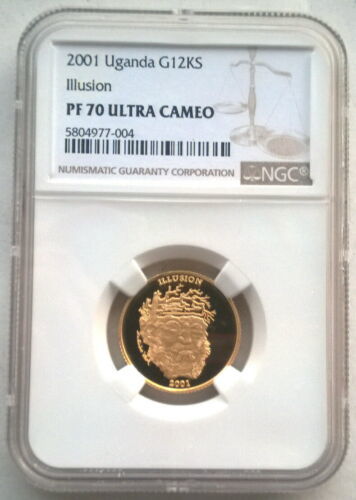 2001 Uganda G12KS
Illusion
PF 70 ULTRA CAMEO
5804977-004
NUMISMATIC GUARANTY CORPORATION
NGC®
ILLUSION
2001